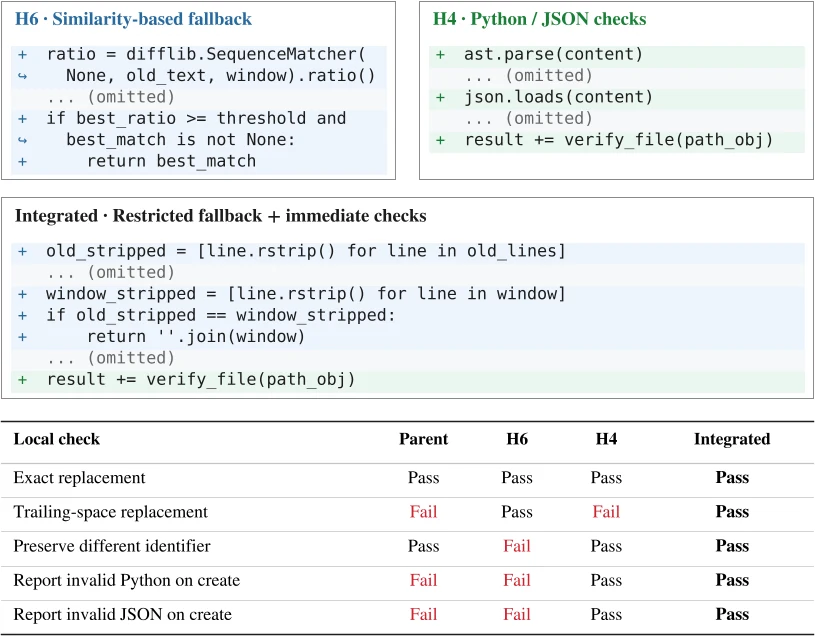 H6 · Similarity-based fallback
+ ratio = difflib.SequenceMatcher(
↪ None, old_text, window).ratio()
... (omitted)
+ if best_ratio >= threshold and
↪ best_match is not None:
+ return best_match
H4 · Python / JSON checks
+ ast.parse(content)
... (omitted)
+ json.loads(content)
... (omitted)
+ result += verify_file(path_obj)
Integrated · Restricted fallback + immediate checks
+ old_stripped = [line.rstrip() for line in old_lines]
... (omitted)
+ window_stripped = [line.rstrip() for line in window]
+ if old_stripped == window_stripped:
+ return ''.join(window)
... (omitted)
+ result += verify_file(path_obj)
Local check Parent H6 H4 Integrated
Exact replacement Pass Pass Pass Pass
Trailing-space replacement Fail Pass Fail Pass
Preserve different identifier Pass Fail Pass Pass
Report invalid Python on create Fail Fail Pass Pass
Report invalid JSON on create Fail Fail Pass Pass